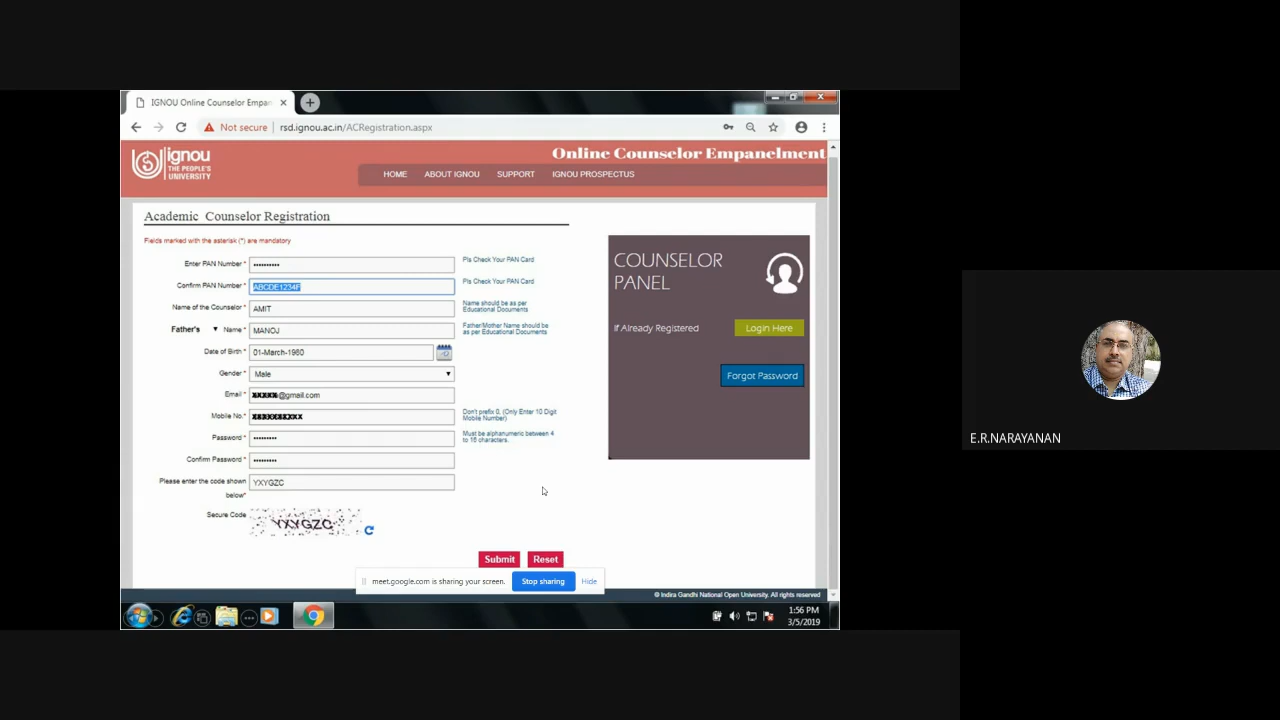 IGNOU Online Counselor Empan
Not secure | rsd.ignou.ac.in/ACRegistration.aspx
ignou
THE PEOPLE'S
UNIVERSITY
Online Counselor Empanelment
HOME ABOUT IGNOU SUPPORT IGNOU PROSPECTUS
Academic Counselor Registration
Fields marked with the asterisk (*) are mandatory
Enter PAN Number * •••••••••• Pls Check Your PAN Card
Confirm PAN Number * ABCDE1234F Pls Check Your PAN Card
Name of the Counselor * AMIT Name should be as per
Educational Documents
Father's Name * MANOJ Father/Mother Name should be
as per Educational Documents
Date of Birth * 01-March-1960
Gender * Male
Email * @gmail.com
Mobile No.* Don't prefix 0, (Only Enter 10 Digit
Mobile Number)
Password * ••••••••• Must be alphanumeric between 4
to 16 characters.
Confirm Password * •••••••••
Please enter the code shown
below* YXYGZC
Secure Code YXYGZC
Submit Reset
COUNSELOR
PANEL
If Already Registered Login Here
Forgot Password
meet.google.com is sharing your screen. Stop sharing Hide
© Indira Gandhi National Open University. All rights reserved
1:56 PM
3/5/2019
E.R.NARAYANAN